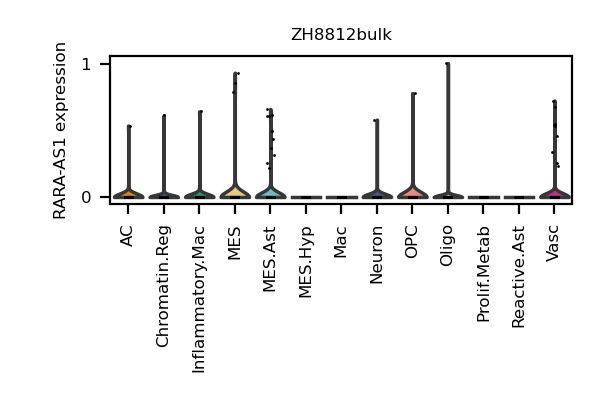 ZH8812bulk
RARA-AS1 expression
1
0
AC
Chromatin.Reg
Inflammatory.Mac
MES
MES.Ast
MES.Hyp
Mac
Neuron
OPC
Oligo
Prolif.Metab
Reactive.Ast
Vasc